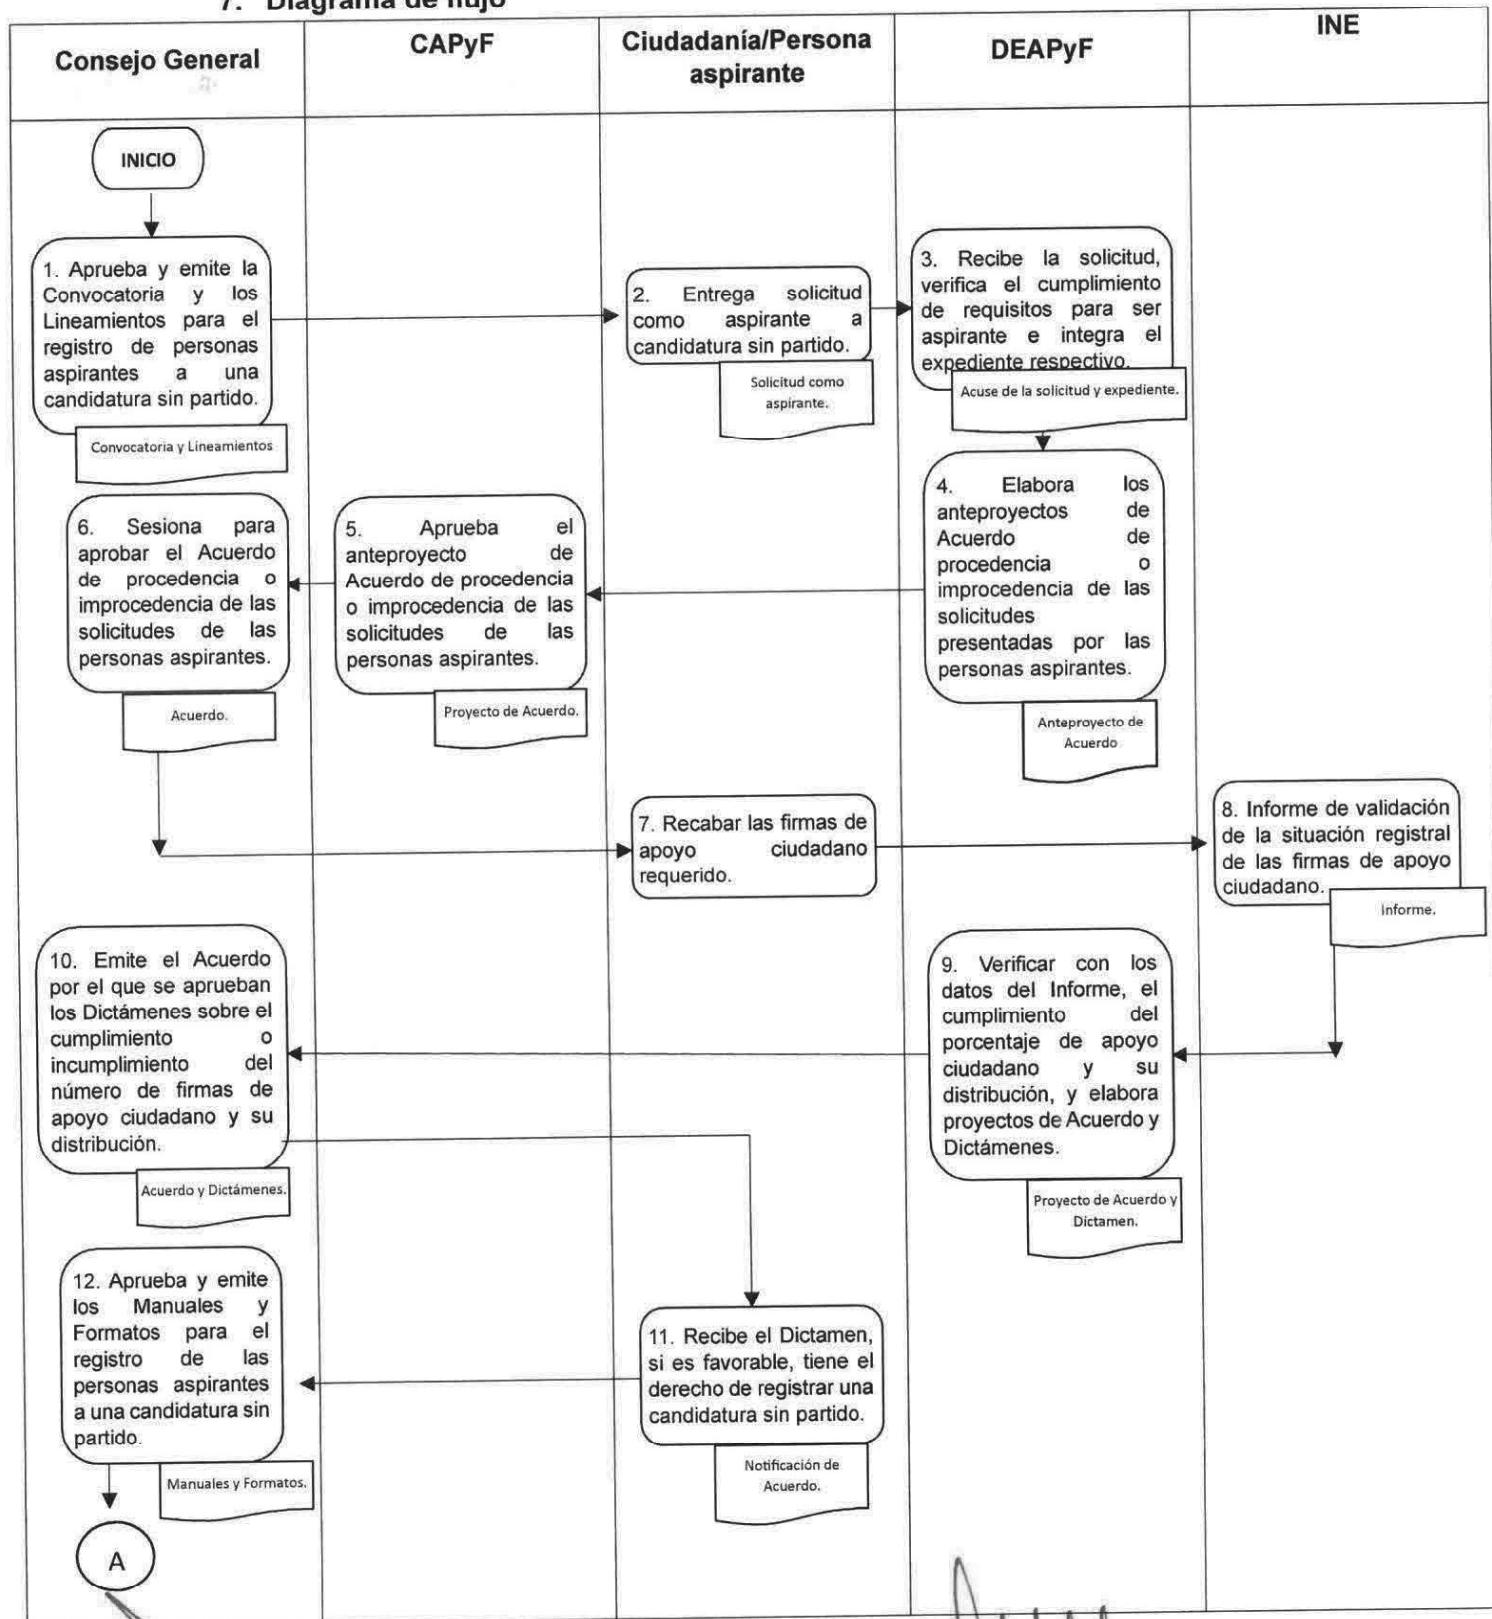 7. Diagrama de flujo
Consejo General
CAPyF
Ciudadanía/Persona
aspirante
DEAPyF
INE
INICIO
1. Aprueba y emite la
Convocatoria y los
Lineamientos para el
registro de personas
aspirantes a una
candidatura sin partido.
Convocatoria y Lineamientos
2. Entrega solicitud
como aspirante a
candidatura sin partido.
Solicitud como
aspirante.
3. Recibe la solicitud,
verifica el cumplimiento
de requisitos para ser
aspirante e integra el
expediente respectivo.
Acuse de la solicitud y expediente.
4. Elabora los
anteproyectos de
Acuerdo de
procedencia o
improcedencia de las
solicitudes
presentadas por las
personas aspirantes.
Anteproyecto de
Acuerdo
5. Aprueba el
anteproyecto de
Acuerdo de procedencia
o improcedencia de las
solicitudes de las
personas aspirantes.
Proyecto de Acuerdo.
6. Sesiona para
aprobar el Acuerdo
de procedencia o
improcedencia de las
solicitudes de las
personas aspirantes.
Acuerdo.
7. Recabar las firmas de
apoyo ciudadano
requerido.
8. Informe de validación
de la situación registral
de las firmas de apoyo
ciudadano.
Informe.
9. Verificar con los
datos del Informe, el
cumplimiento del
porcentaje de apoyo
ciudadano y su
distribución, y elabora
proyectos de Acuerdo y
Dictámenes.
Proyecto de Acuerdo y
Dictamen.
10. Emite el Acuerdo
por el que se aprueban
los Dictámenes sobre el
cumplimiento o
incumplimiento del
número de firmas de
apoyo ciudadano y su
distribución.
Acuerdo y Dictámenes.
11. Recibe el Dictamen,
si es favorable, tiene el
derecho de registrar una
candidatura sin partido.
Notificación de
Acuerdo.
12. Aprueba y emite
los Manuales y
Formatos para el
registro de las
personas aspirantes
a una candidatura sin
partido.
Manuales y Formatos.
A